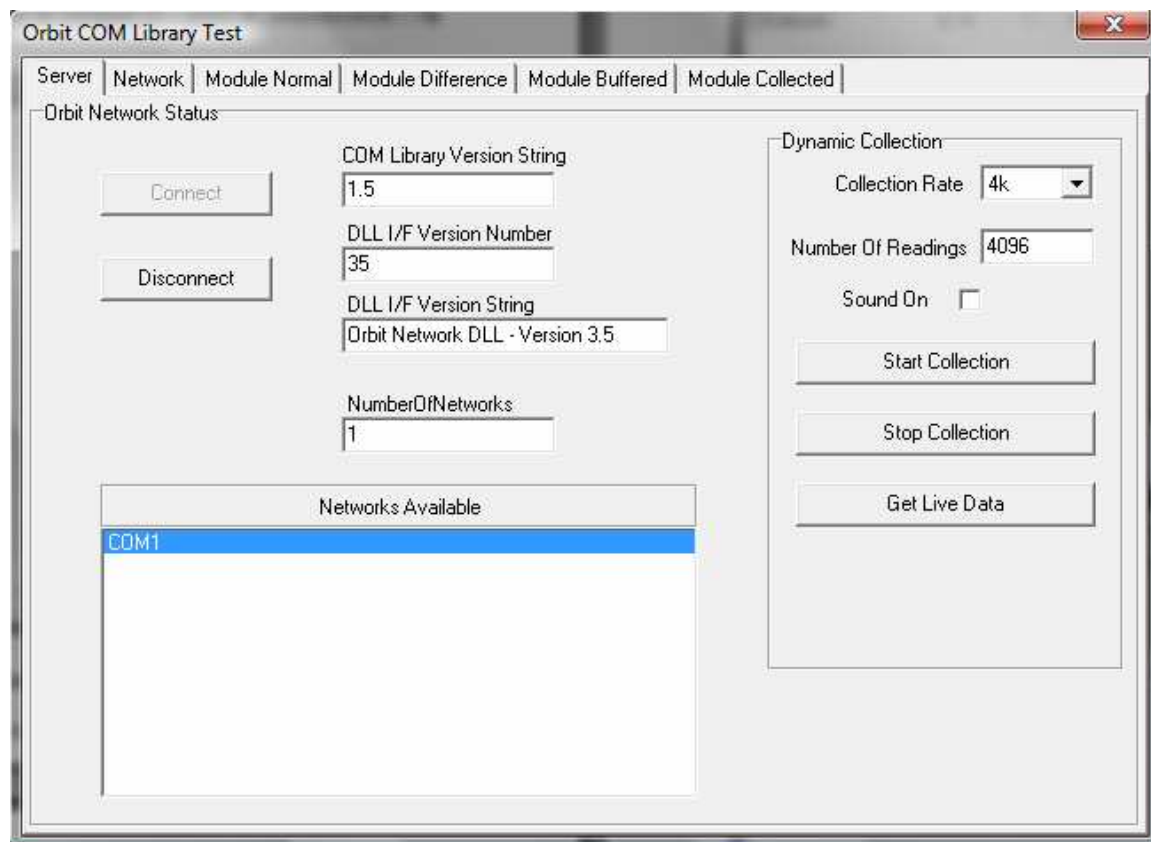 Orbit COM Library Test
Server Network Module Normal Module Difference Module Buffered Module Collected
Orbit Network Status
Connect
Disconnect
COM Library Version String
1.5
DLL I/F Version Number
35
DLL I/F Version String
Orbit Network DLL - Version 3.5
NumberOfNetworks
1
Networks Available
COM1
Dynamic Collection
Collection Rate 4k
Number Of Readings 4096
Sound On
Start Collection
Stop Collection
Get Live Data